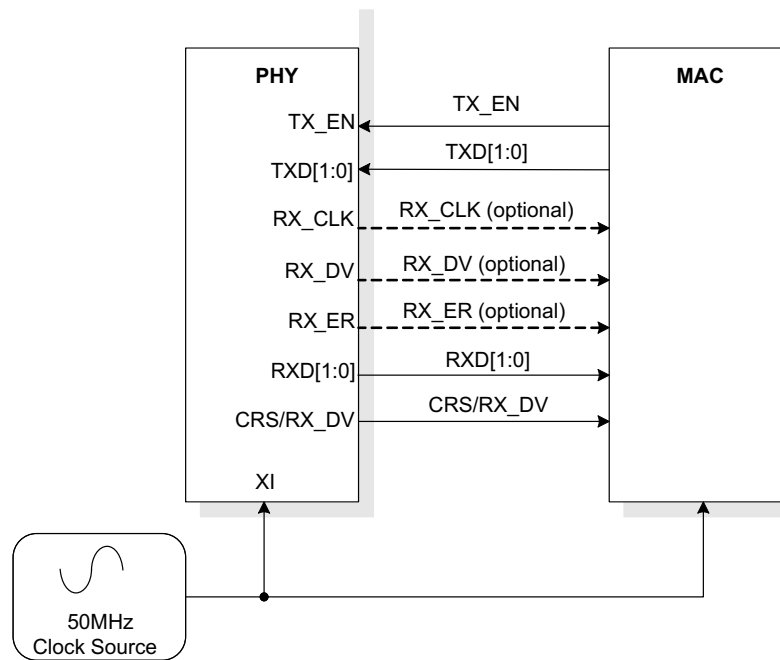 PHY
MAC
TX_EN
TX_EN
TXD[1:0]
TXD[1:0]
RX_CLK
RX_CLK (optional)
RX_DV
RX_DV (optional)
RX_ER
RX_ER (optional)
RXD[1:0]
RXD[1:0]
CRS/RX_DV
CRS/RX_DV
XI
50MHz
Clock Source